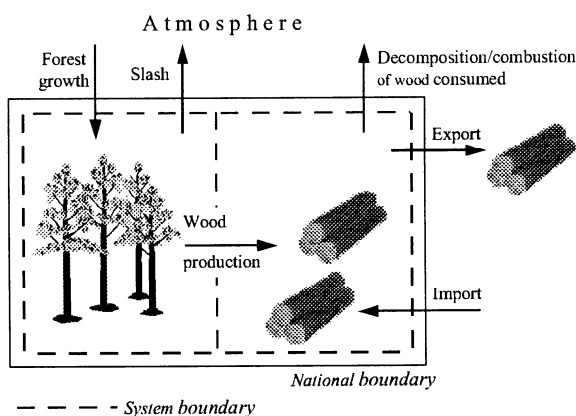 Atmosphere
Forest
growth
Slash
Decomposition/combustion
of wood consumed
Export
Wood
production
Import
National boundary
System boundary